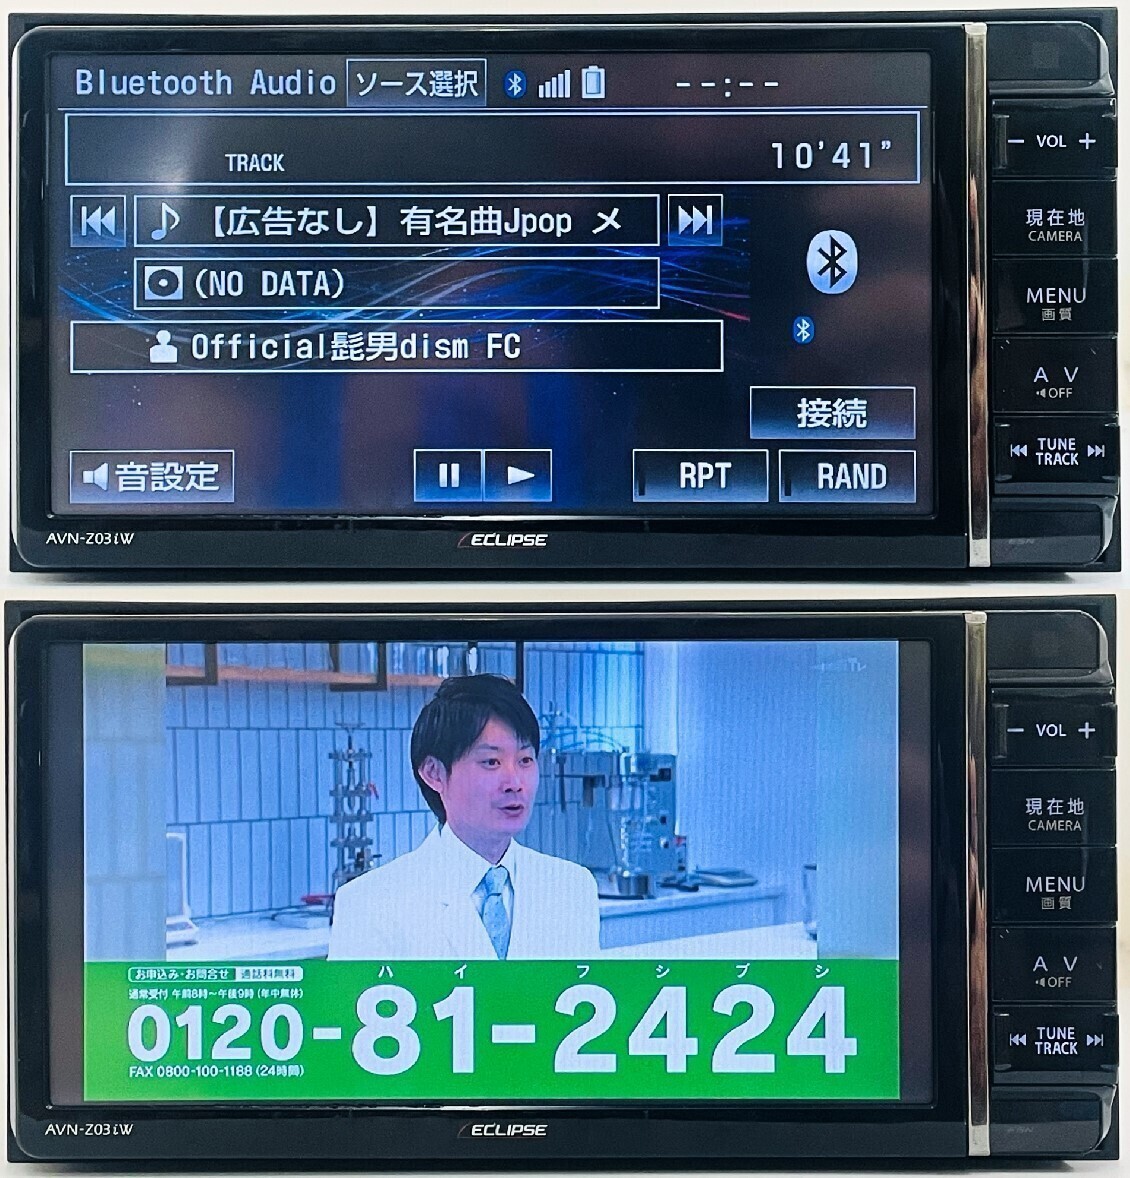 Bluetooth Audio ソース選択 --:--
TRACK 10'41”
【広告なし】有名曲Jpop メ
(NO DATA)
Official髭男dism FC
接続
音設定 RPT RAND
AVN-Z03iW ECLIPSE
− VOL +
現在地
CAMERA
MENU
画質
A V
OFF
TUNE
TRACK
お申込み・お問合せ 通話料無料
通常受付 午前8時〜午後9時 (年中無休)
ハイ フシブシ
0120-81-2424
FAX 0800-100-1188 (24時間)
AVN-Z03iW ECLIPSE
− VOL +
現在地
CAMERA
MENU
画質
A V
OFF
TUNE
TRACK